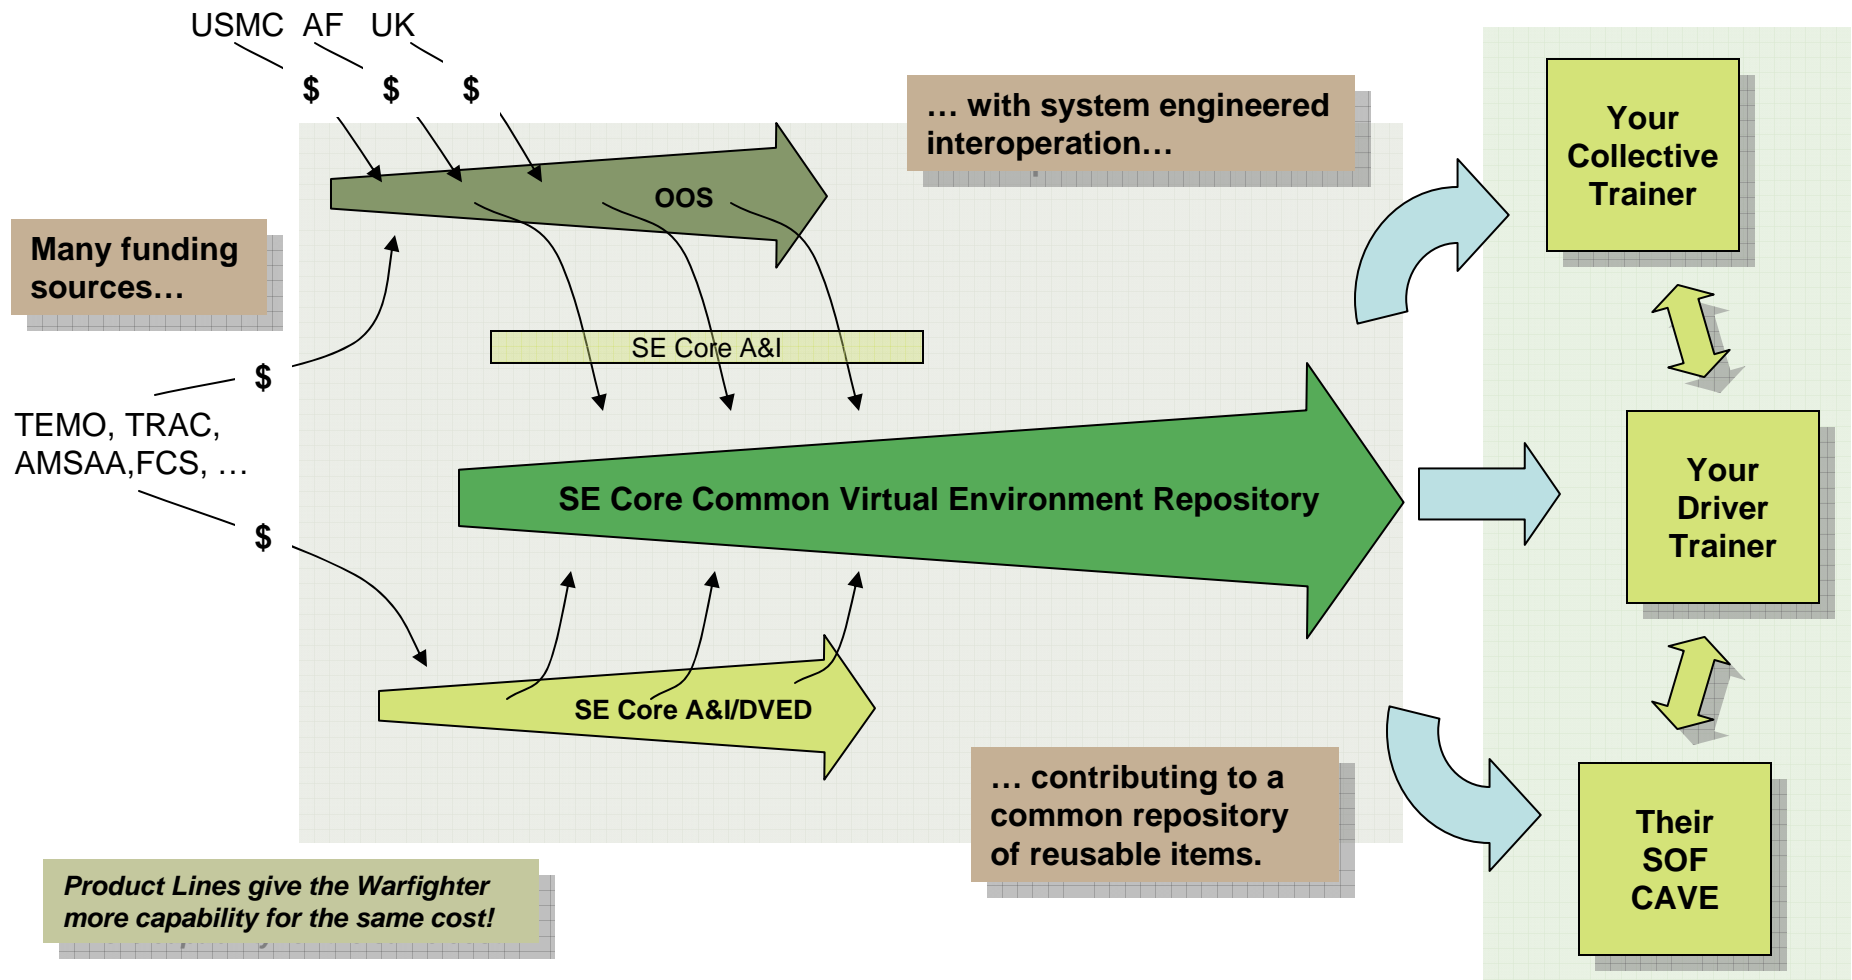 USMC AF UK
$ $ $
… with system engineered
interoperation…
Your
Collective
Trainer
OOS
Many funding
sources…
SE Core A&I
$
TEMO, TRAC,
AMSAA,FCS, …
$
SE Core Common Virtual Environment Repository
Your
Driver
Trainer
SE Core A&I/DVED
… contributing to a
common repository
of reusable items.
Their
SOF
CAVE
Product Lines give the Warfighter
more capability for the same cost!